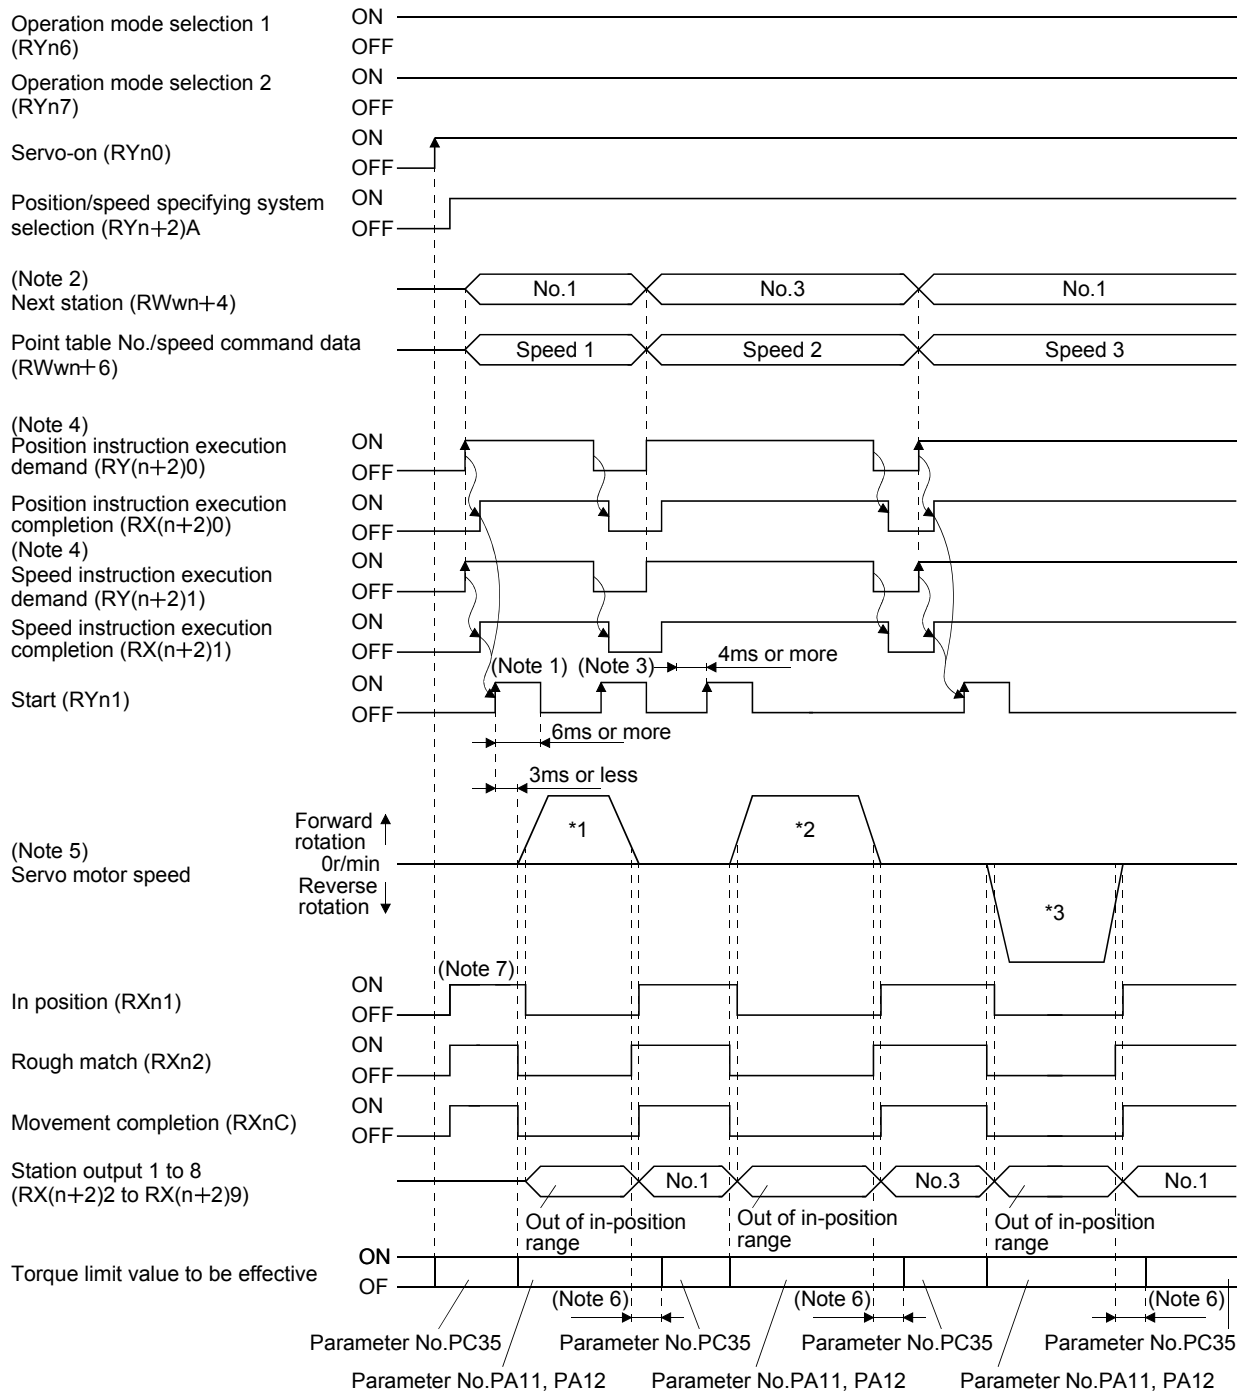 Operation mode selection 1
(RYn6)
ON
OFF
Operation mode selection 2
(RYn7)
ON
OFF
Servo-on (RYn0)
ON
OFF
Position/speed specifying system
selection (RYn+2)A
ON
OFF
(Note 2)
Next station (RWwn+4)
No.1
No.3
No.1
Point table No./speed command data
(RWwn+6)
Speed 1
Speed 2
Speed 3
(Note 4)
Position instruction execution
demand (RY(n+2)0)
ON
OFF
Position instruction execution
completion (RX(n+2)0)
ON
OFF
(Note 4)
Speed instruction execution
demand (RY(n+2)1)
ON
OFF
Speed instruction execution
completion (RX(n+2)1)
ON
OFF
(Note 1)
(Note 3)
4ms or more
Start (RYn1)
ON
OFF
6ms or more
3ms or less
(Note 5)
Servo motor speed
Forward
rotation
0r/min
Reverse
rotation
*1
*2
*3
(Note 7)
In position (RXn1)
ON
OFF
Rough match (RXn2)
ON
OFF
Movement completion (RXnC)
ON
OFF
Station output 1 to 8
(RX(n+2)2 to RX(n+2)9)
No.1
No.3
No.1
Out of in-position
range
Out of in-position
range
Out of in-position
range
Torque limit value to be effective
ON
OF
(Note 6)
(Note 6)
(Note 6)
Parameter No.PC35
Parameter No.PC35
Parameter No.PC35
Parameter No.PC35
Parameter No.PA11, PA12
Parameter No.PA11, PA12
Parameter No.PA11, PA12